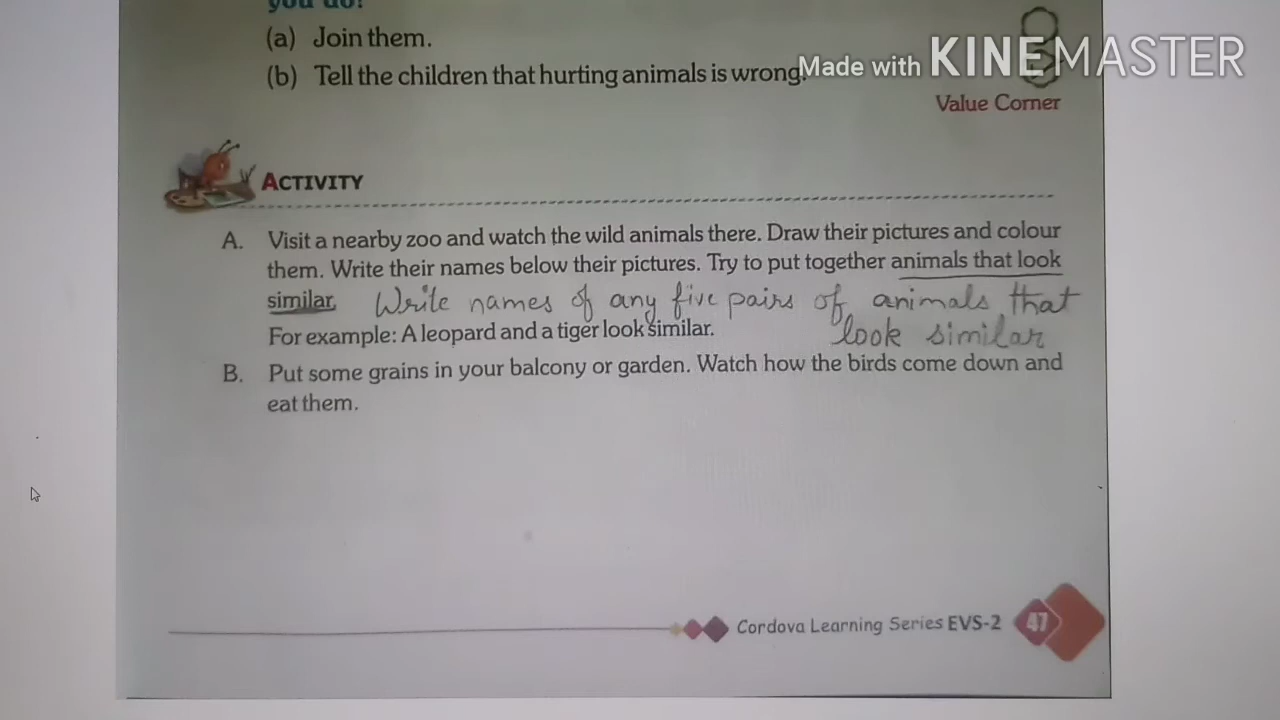 you do?
(a) Join them.
(b) Tell the children that hurting animals is wrong.
Made with KINEMASTER
Value Corner
ACTIVITY
A. Visit a nearby zoo and watch the wild animals there. Draw their pictures and colour
them. Write their names below their pictures. Try to put together animals that look
similar. Write names of any five pairs of animals that
look similar
For example: A leopard and a tiger look similar.
B. Put some grains in your balcony or garden. Watch how the birds come down and
eat them.
Cordova Learning Series EVS-2 47